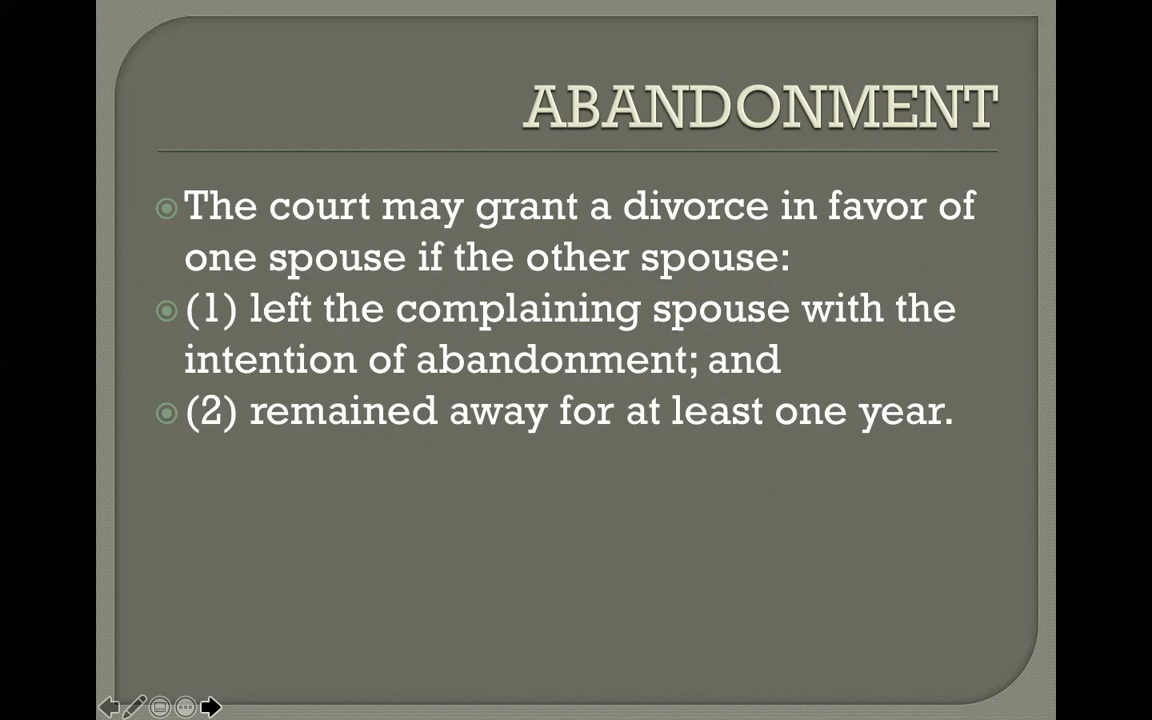 ABANDONMENT
The court may grant a divorce in favor of
one spouse if the other spouse:
(1) left the complaining spouse with the
intention of abandonment; and
(2) remained away for at least one year.